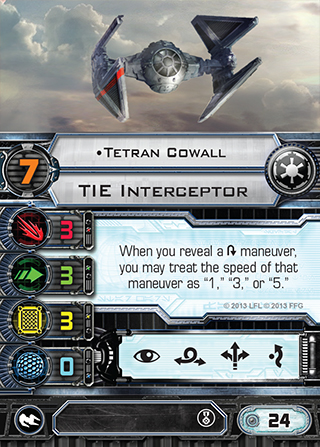 •Tetran Cowall
7
TIE Interceptor
3
3
3
0
When you reveal a maneuver,
you may treat the speed of that
maneuver as “1,” “3,” or “5.”
© 2013 LFL © 2013 FFG
24